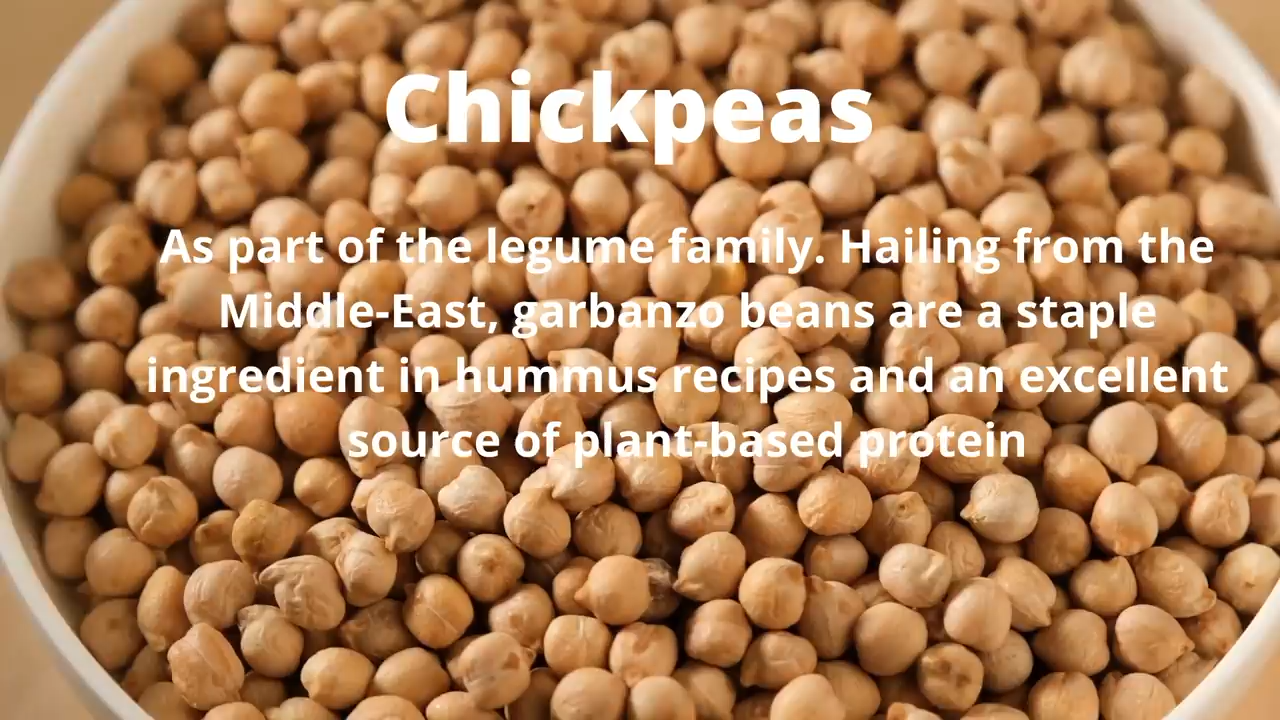 Chickpeas
As part of the legume family. Hailing from the
Middle-East, garbanzo beans are a staple
ingredient in hummus recipes and an excellent
source of plant-based protein